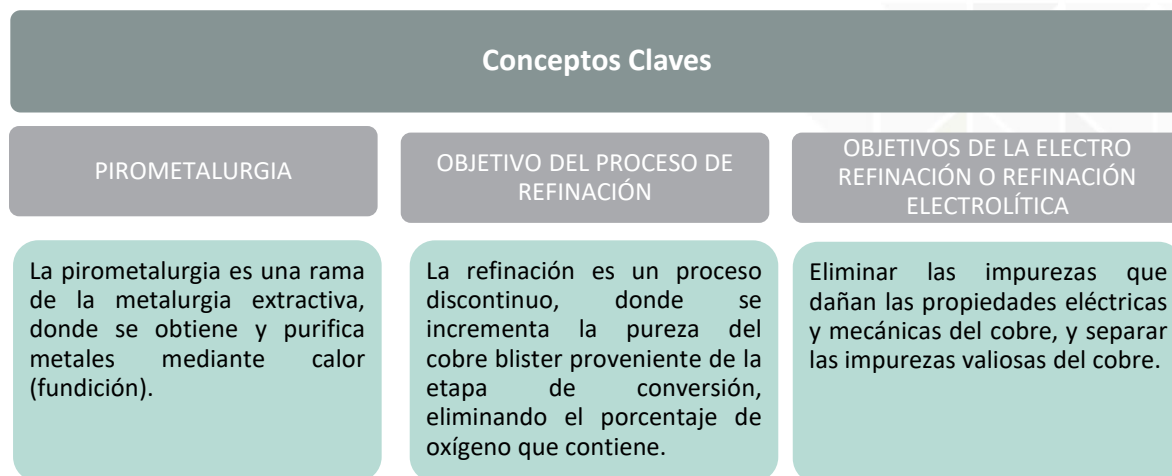 Conceptos Claves
PIROMETALURGIA
OBJETIVO DEL PROCESO DE
REFINACIÓN
OBJETIVOS DE LA ELECTRO
REFINACIÓN O REFINACIÓN
ELECTROLÍTICA
La pirometalurgia es una rama
de la metalurgia extractiva,
donde se obtiene y purifica
metales mediante calor
(fundición).
La refinación es un proceso
discontinuo, donde se
incrementa la pureza del
cobre blister proveniente de la
etapa de conversión,
eliminando el porcentaje de
oxígeno que contiene.
Eliminar las impurezas que
dañan las propiedades eléctricas
y mecánicas del cobre, y separar
las impurezas valiosas del cobre.